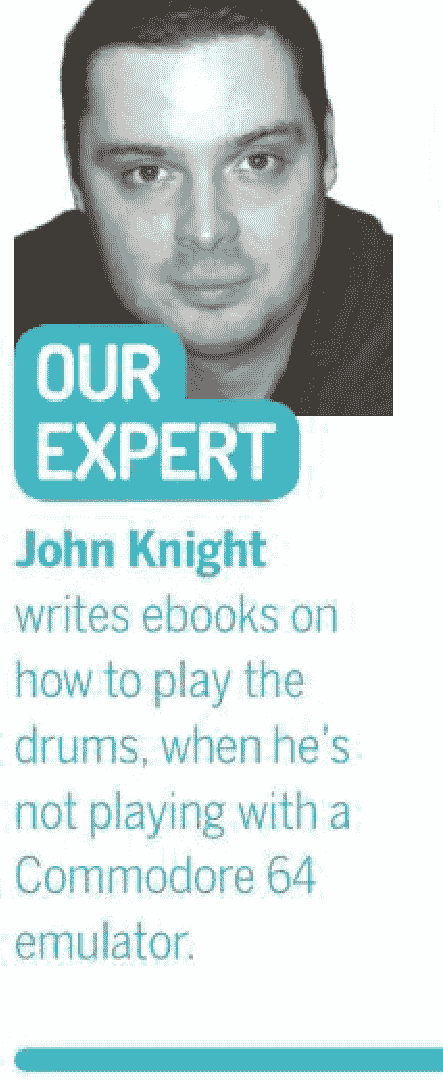 OUR
EXPERT
John Knight
writes ebooks on
how to play the
drums, when he's
not playing with a
Commodore 64
emulator.